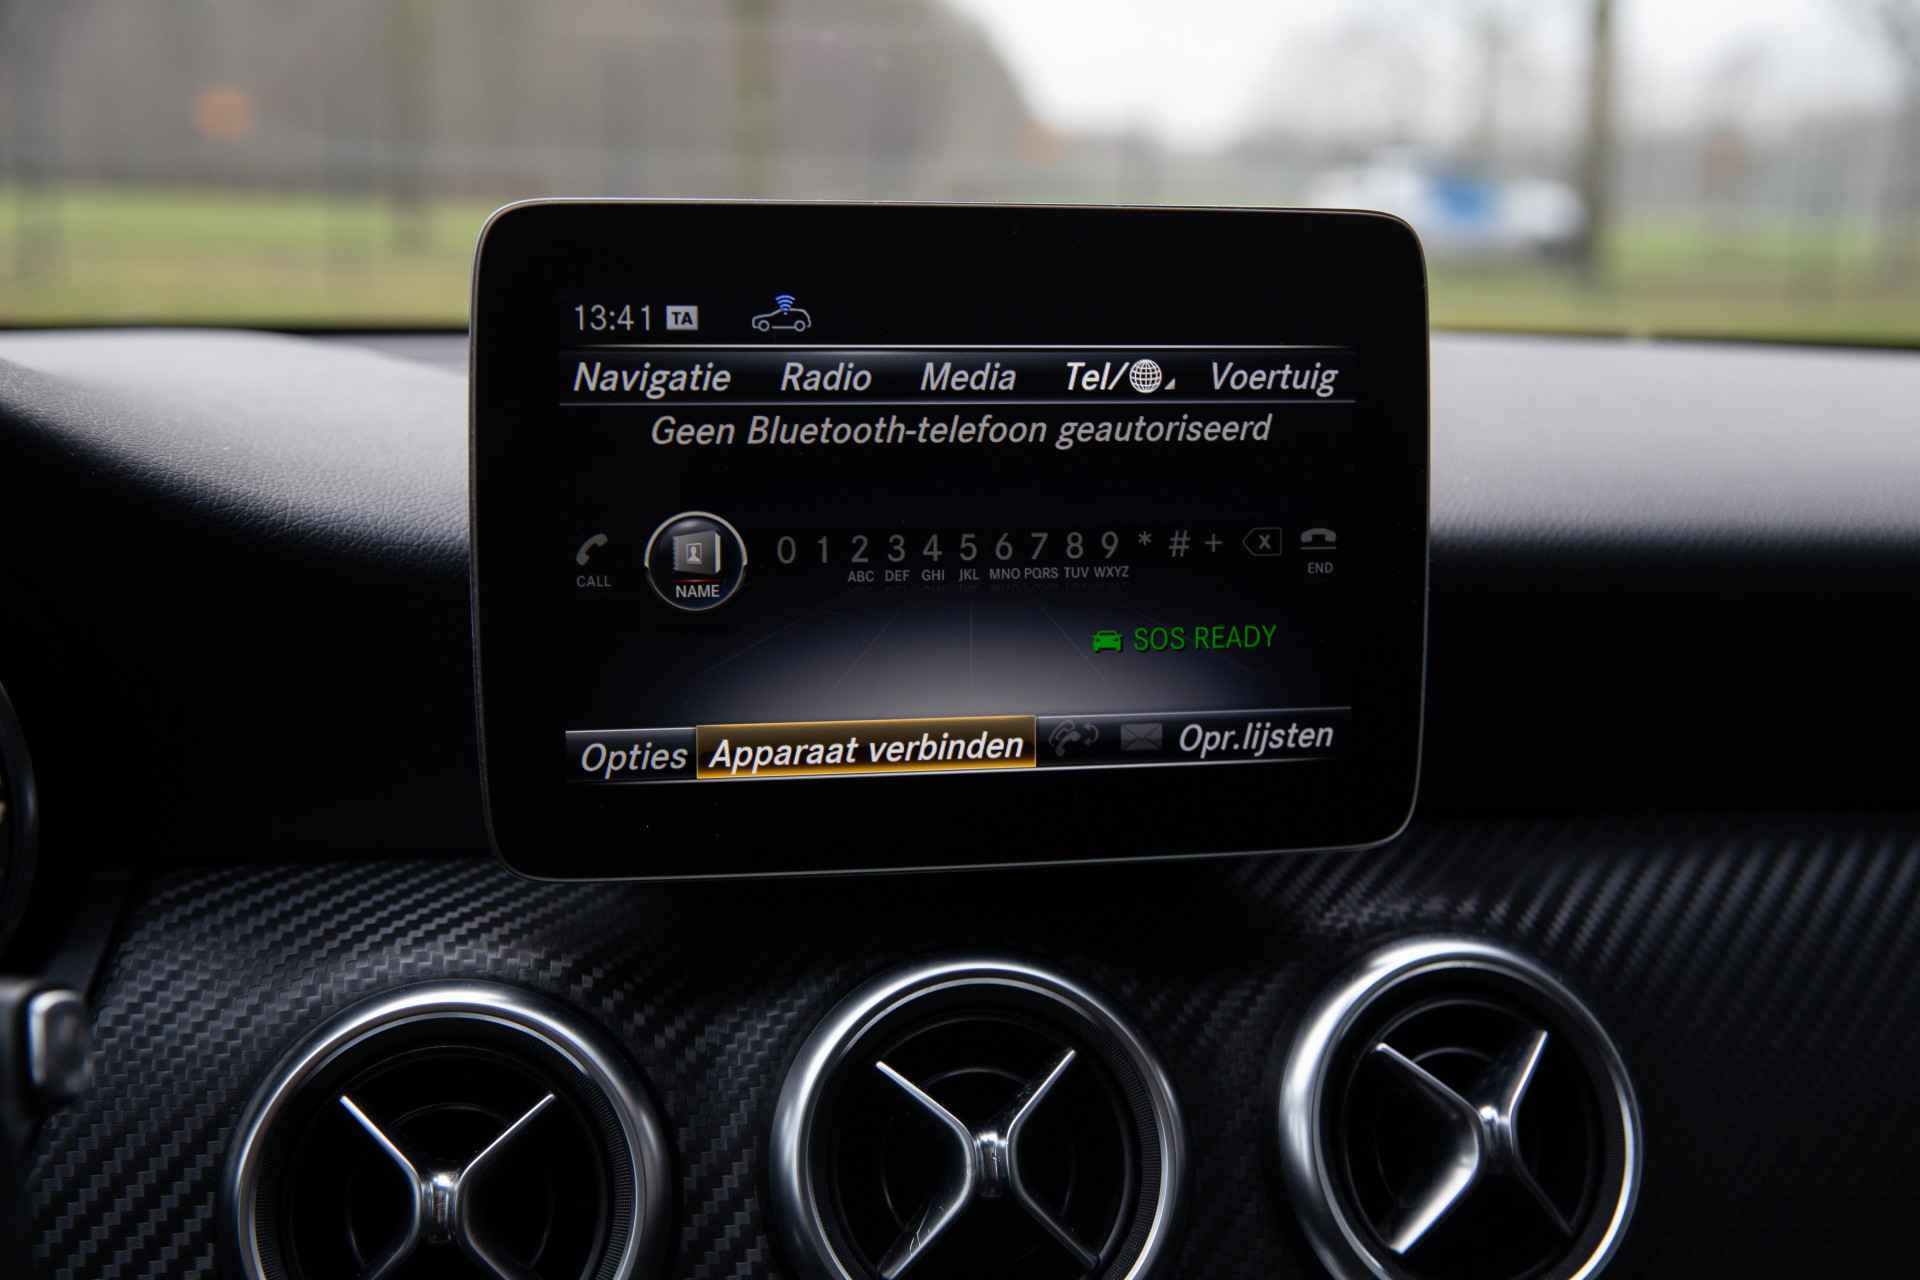 13:41 TA
Navigatie Radio Media Tel/ Voertuig
Geen Bluetooth-telefoon geautoriseerd
0 1 2 3 4 5 6 7 8 9 * # + x
ABC DEF GHI JKL MNO PQRS TUV WXYZ
CALL NAME END
SOS READY
Opties Apparaat verbinden Opr.lijsten